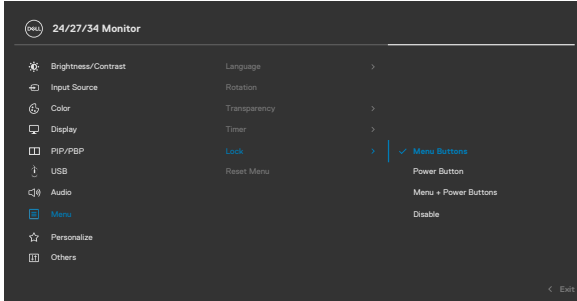 DELL 24/27/34 Monitor
Brightness/Contrast Language >
Input Source Rotation
Color Transparency >
Display Timer >
PIP/PBP Lock > ✓ Menu Buttons
USB Reset Menu Power Button
Audio Menu + Power Buttons
Menu Disable
Personalize
Others
< Exit